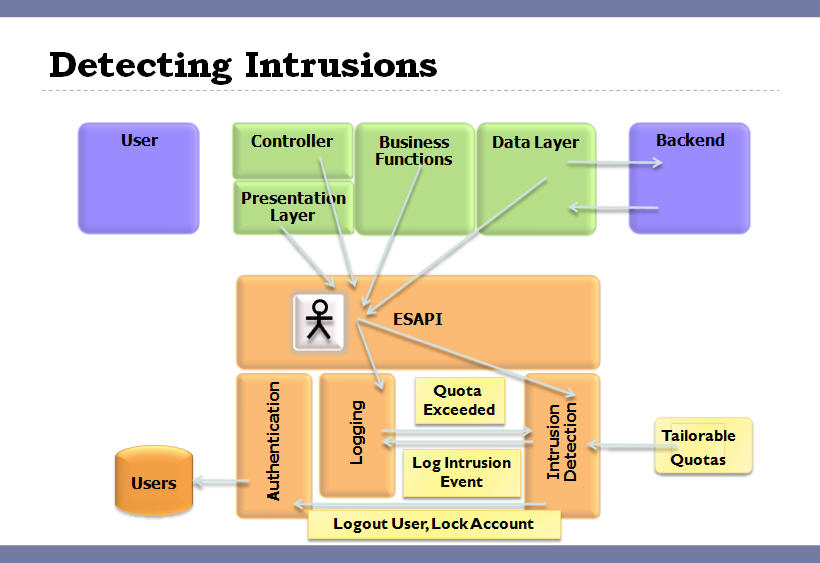 Detecting Intrusions
User
Controller
Business
Functions
Data Layer
Backend
Presentation
Layer
ESAPI
Authentication
Logging
Quota
Exceeded
Log Intrusion
Event
Intrusion
Detection
Tailorable
Quotas
Users
Logout User, Lock Account